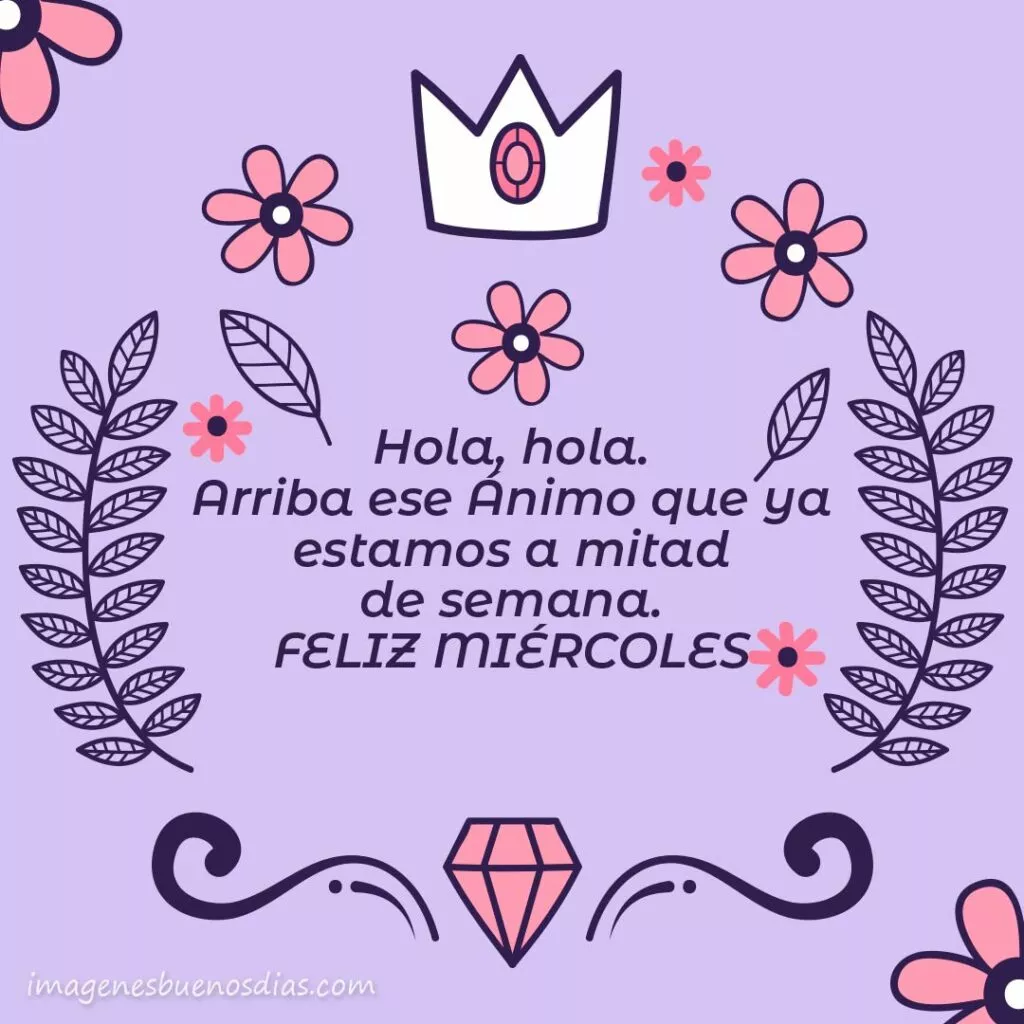 Hola, hola.
Arriba ese Ánimo que ya
estamos a mitad
de semana.
FELIZ MIÉRCOLES
imagenesbuenosdias.com